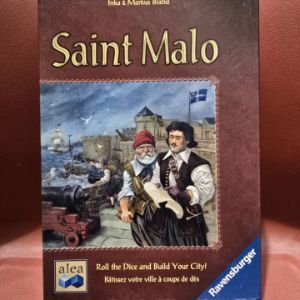 Inka & Markus Brand
Saint Malo
alea
Roll the Dice and Build Your City!
Bâtissez votre ville à coups de dés
Ravensburger